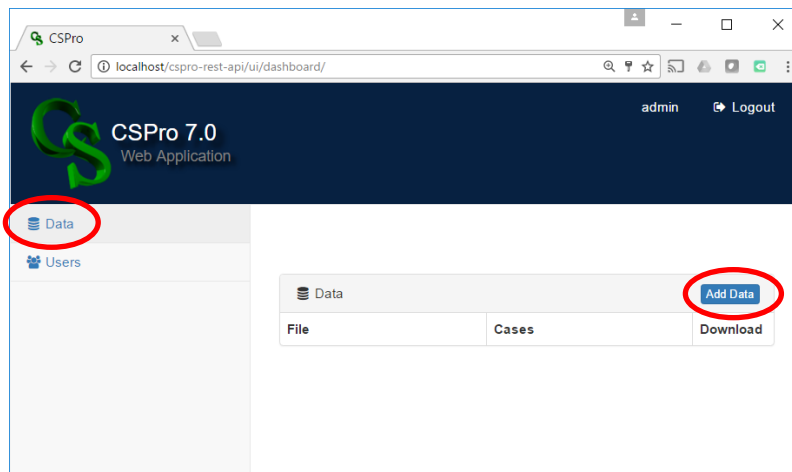 CSPro
localhost/cspro-rest-api/ui/dashboard/
admin Logout
CS CSPro 7.0
Web Application
Data
Users
Data Add Data
File Cases Download